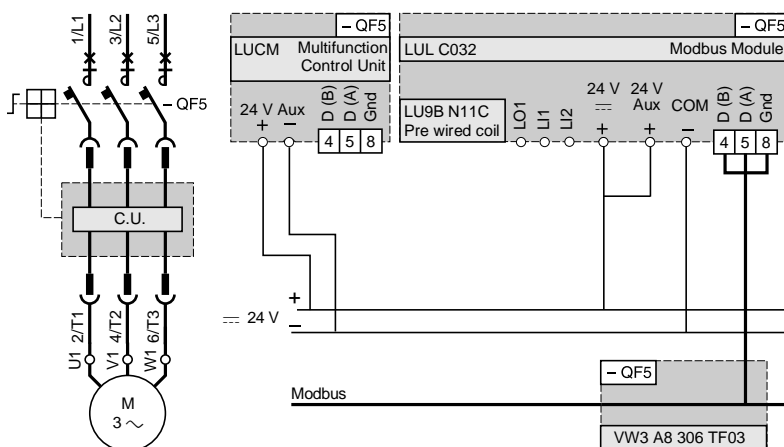 1/L1
3/L2
5/L3
– QF5
C.U.
2/T1
4/T2
6/T3
U1
V1
W1
M
3
– QF5
LUCM
Multifunction
Control Unit
24 V Aux
+
–
D (B)
D (A)
Gnd
4
5
8
– QF5
LUL C032
Modbus Module
LU9B N11C
Pre wired coil
LO1
LI1
LI2
24 V
+
24 V
Aux
+
COM
–
D (B)
D (A)
Gnd
4
5
8
24 V
+
–
Modbus
– QF5
VW3 A8 306 TF03